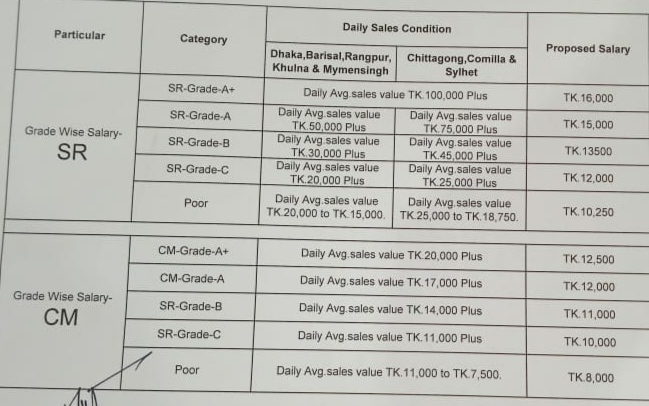 Particular
Category
Daily Sales Condition
Proposed Salary
Dhaka,Barisal,Rangpur,
Khulna & Mymensingh
Chittagong,Comilla &
Sylhet
Grade Wise Salary-
SR
SR-Grade-A+
Daily Avg.sales value TK.100,000 Plus
TK.16,000
SR-Grade-A
Daily Avg.sales value
TK.50,000 Plus
Daily Avg.sales value
TK.75,000 Plus
TK.15,000
SR-Grade-B
Daily Avg.sales value
TK.30,000 Plus
Daily Avg.sales value
TK.45,000 Plus
TK.13500
SR-Grade-C
Daily Avg.sales value
TK.20,000 Plus
Daily Avg.sales value
TK.25,000 Plus
TK.12,000
Poor
Daily Avg.sales value
TK.20,000 to TK.15,000.
Daily Avg.sales value
TK.25,000 to TK.18,750.
TK.10,250
Grade Wise Salary-
CM
CM-Grade-A+
Daily Avg.sales value TK.20,000 Plus
TK.12,500
CM-Grade-A
Daily Avg.sales value TK.17,000 Plus
TK.12,000
SR-Grade-B
Daily Avg.sales value TK.14,000 Plus
TK.11,000
SR-Grade-C
Daily Avg.sales value TK.11,000 Plus
TK.10,000
Poor
Daily Avg.sales value TK.11,000 to TK.7,500.
TK.8,000